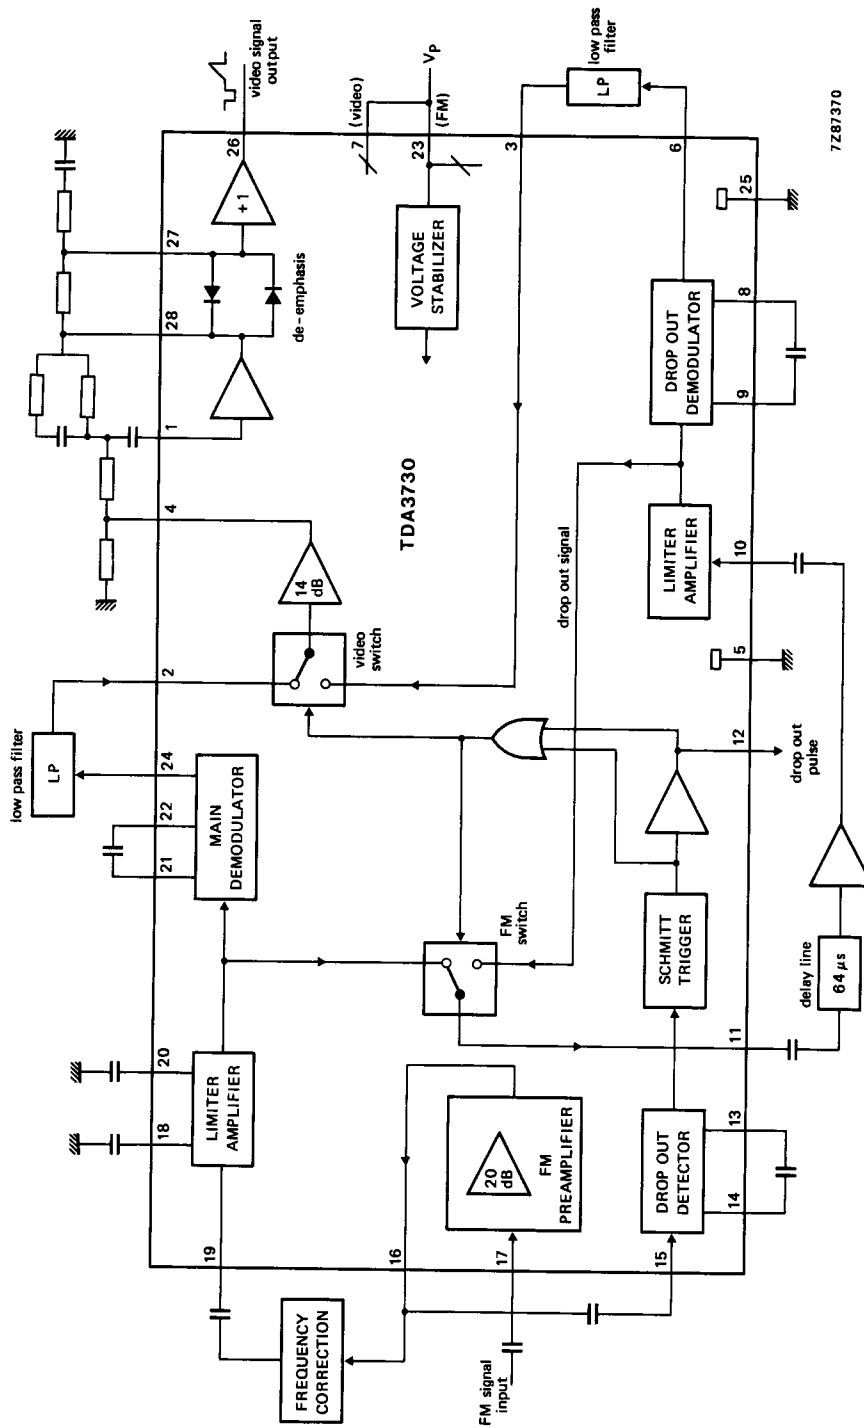 FREQUENCY
CORRECTION
19
16
17
15
FM signal
input
18
20
LIMITER
AMPLIFIER
20
dB
FM
PREAMPLIFIER
DROP OUT
DETECTOR
14
13
11
FM
switch
SCHMITT
TRIGGER
delay line
64 µs
low pass filter
LP
21
22
24
MAIN
DEMODULATOR
2
video
switch
14
dB
4
12
drop out
pulse
5
TDA3730
drop out signal
LIMITER
AMPLIFIER
10
1
28
27
de-emphasis
+1
26
video signal
output
VOLTAGE
STABILIZER
7
(video)
23
(FM)
VP
3
6
low pass
filter
LP
DROP OUT
DEMODULATOR
9
8
25
7Z87370